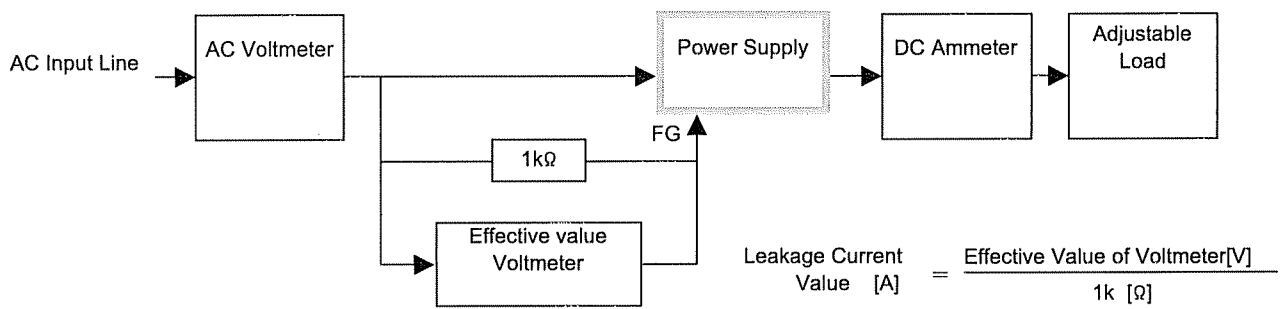 AC Input Line
AC Voltmeter
Power Supply
DC Ammeter
Adjustable
Load
FG
1kΩ
Effective value
Voltmeter
Leakage Current
Value [A]
=
Effective Value of Voltmeter[V]
1k [Ω]